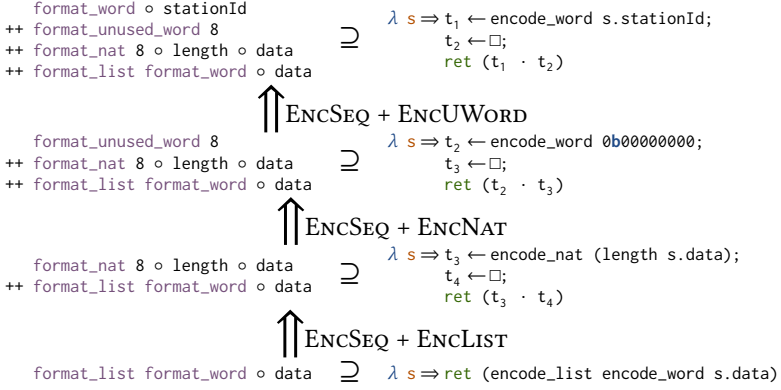 format_word ∘ stationId
++ format_unused_word 8
++ format_nat 8 ∘ length ∘ data
++ format_list format_word ∘ data
⊇
λ s ⇒ t₁ ← encode_word s.stationId;
t₂ ← □;
ret (t₁ · t₂)
⇑ EncSeq + EncUWord
format_unused_word 8
++ format_nat 8 ∘ length ∘ data
++ format_list format_word ∘ data
⊇
λ s ⇒ t₂ ← encode_word 0b00000000;
t₃ ← □;
ret (t₂ · t₃)
⇑ EncSeq + EncNat
format_nat 8 ∘ length ∘ data
++ format_list format_word ∘ data
⊇
λ s ⇒ t₃ ← encode_nat (length s.data);
t₄ ← □;
ret (t₃ · t₄)
⇑ EncSeq + EncList
format_list format_word ∘ data ⊇ λ s ⇒ ret (encode_list encode_word s.data)